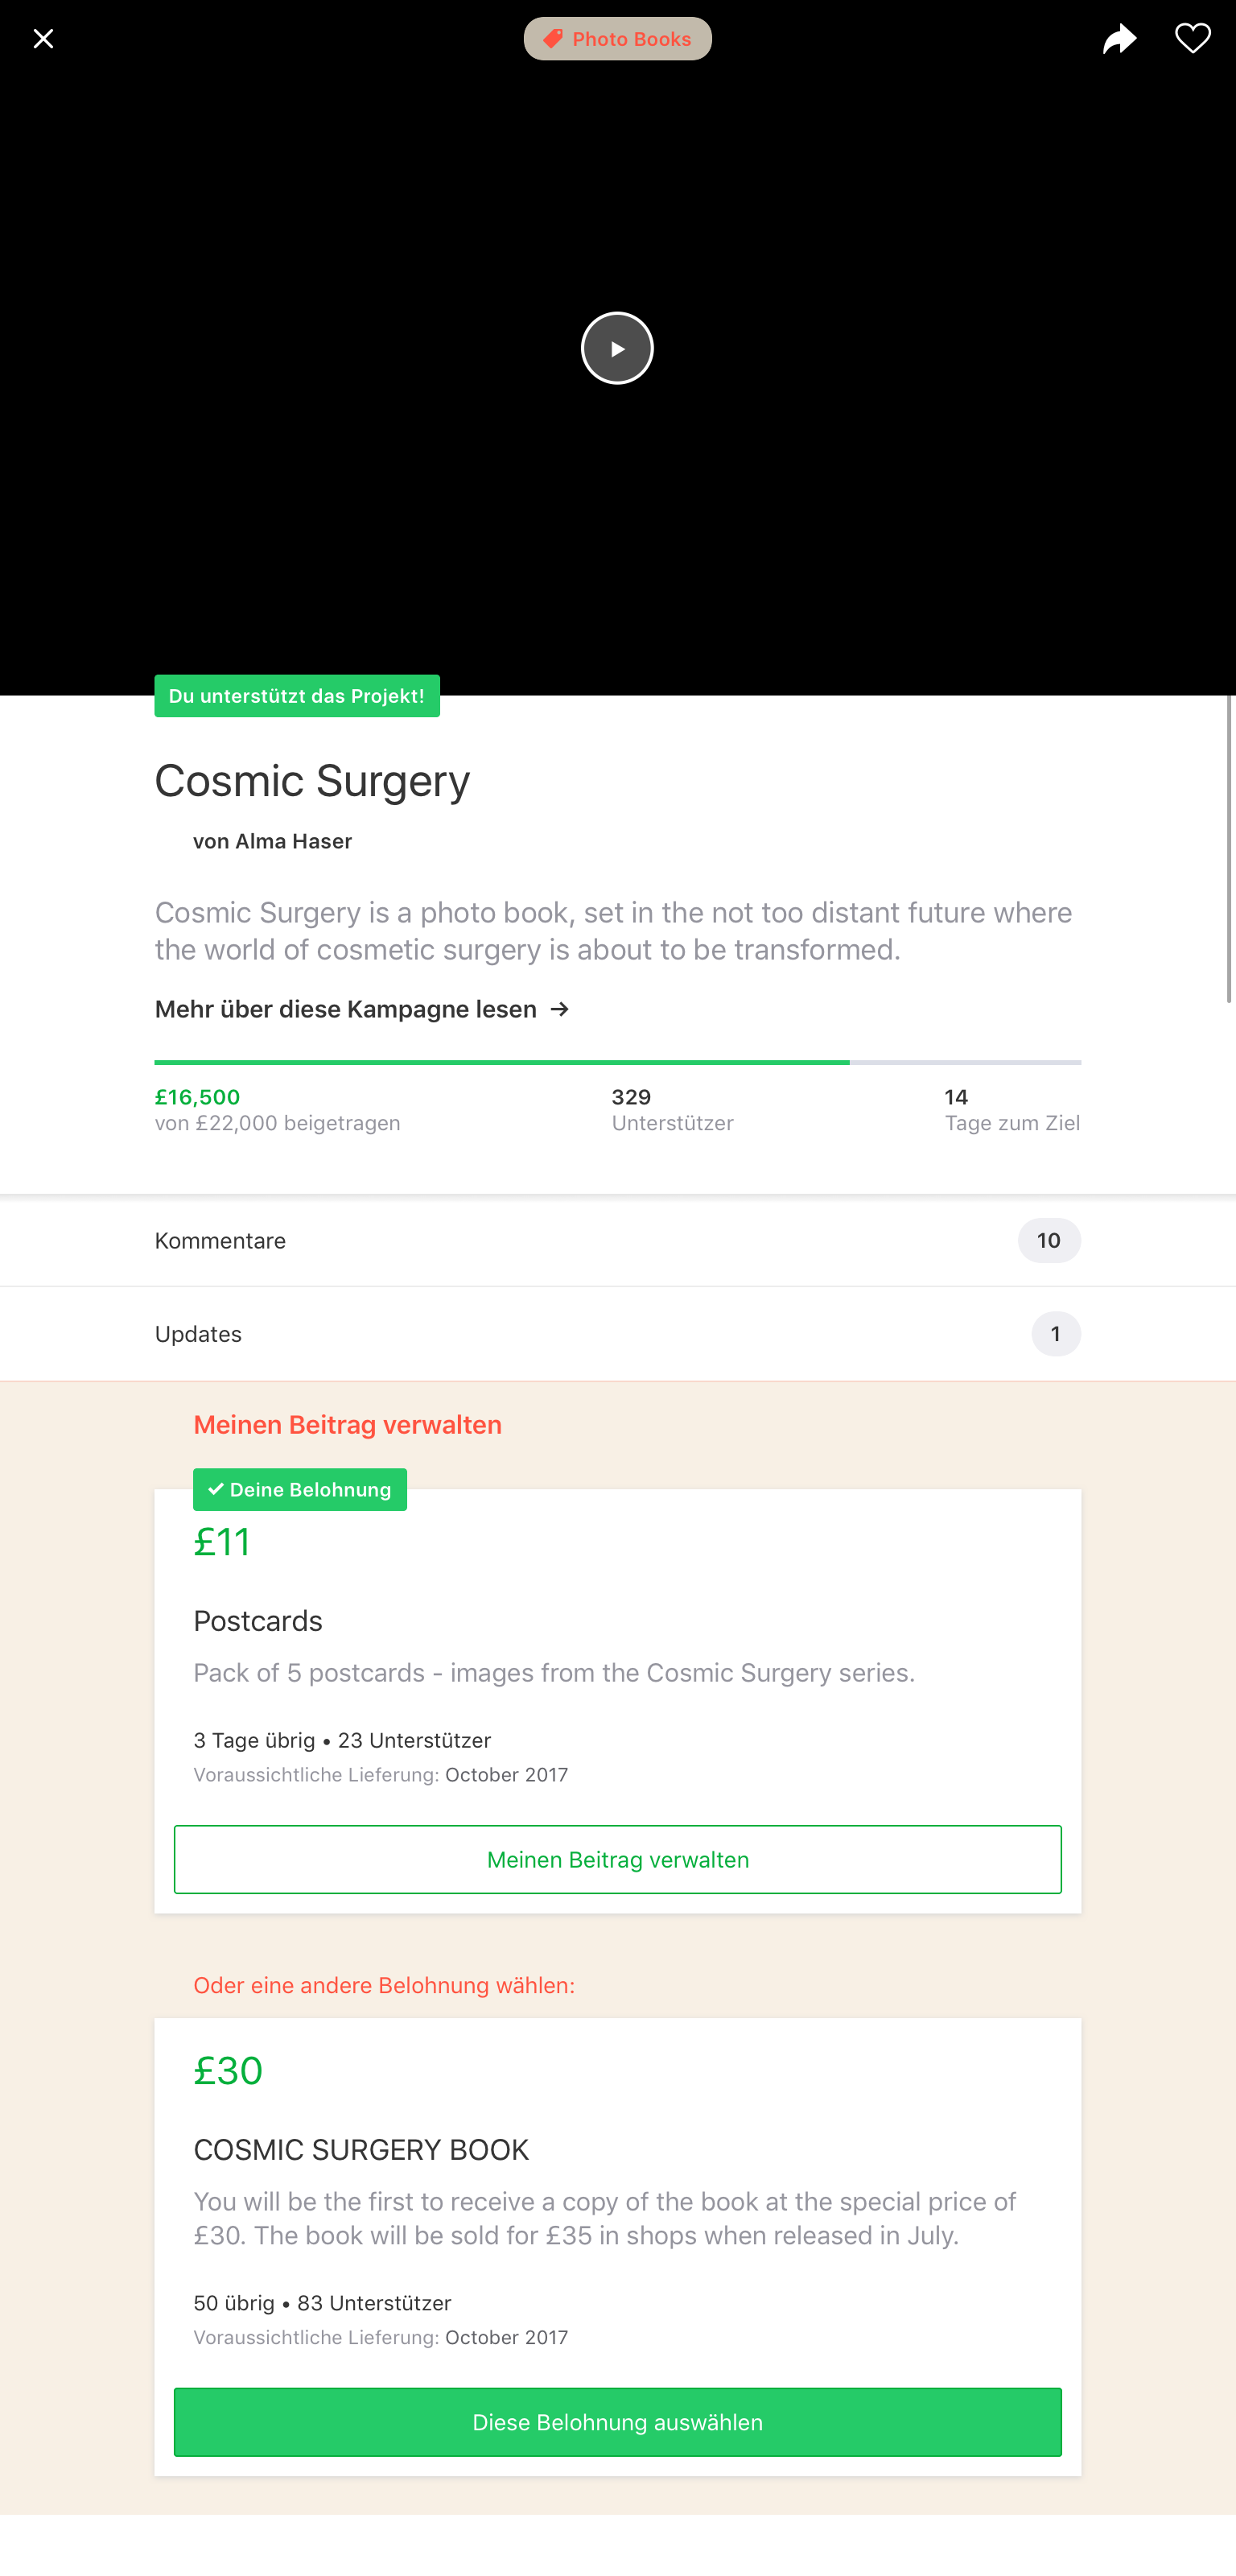 Photo Books
Du unterstützt das Projekt!
Cosmic Surgery
von Alma Haser
Cosmic Surgery is a photo book, set in the not too distant future where
the world of cosmetic surgery is about to be transformed.
Mehr über diese Kampagne lesen →
£16,500
von £22,000 beigetragen
329
Unterstützer
14
Tage zum Ziel
Kommentare
10
Updates
1
Meinen Beitrag verwalten
✓ Deine Belohnung
£11
Postcards
Pack of 5 postcards - images from the Cosmic Surgery series.
3 Tage übrig • 23 Unterstützer
Voraussichtliche Lieferung: October 2017
Meinen Beitrag verwalten
Oder eine andere Belohnung wählen:
£30
COSMIC SURGERY BOOK
You will be the first to receive a copy of the book at the special price of
£30. The book will be sold for £35 in shops when released in July.
50 übrig • 83 Unterstützer
Voraussichtliche Lieferung: October 2017
Diese Belohnung auswählen